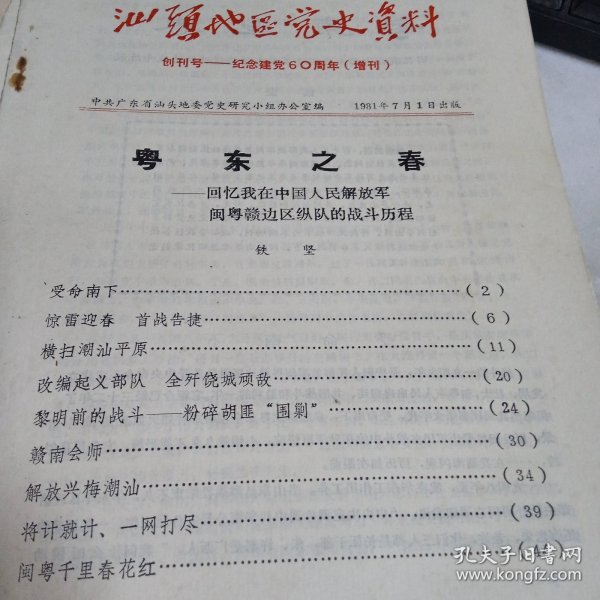 汕頭地區党史資料
创刊号——纪念建党60周年(增刊)
中共广东省汕头地委党史研究小组办公室编 1981年7月1日出版
粤东之春
——回忆我在中国人民解放军
闽粤赣边区纵队的战斗历程
铁坚
受命南下…………(2)
惊雷迎春 首战告捷…………(6)
横扫潮汕平原…………(11)
改编起义部队 全歼饶城顽敌…………(20)
黎明前的战斗——粉碎胡匪“围剿”…………(24)
赣南会师…………(30)
解放兴梅潮汕…………(34)
将计就计、一网打尽…………(39)
闽粤千里春花红…………
孔夫子旧书网
www.kongfz.com